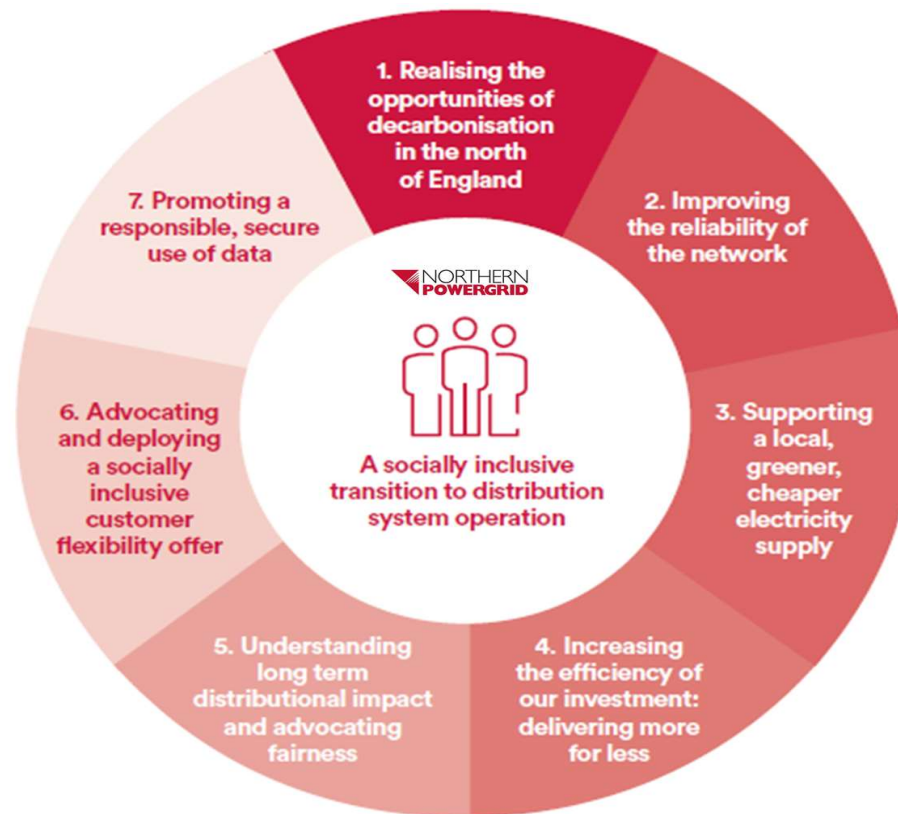 1. Realising the
opportunities of
decarbonisation
in the north
of England
2. Improving
the reliability of
the network
3. Supporting
a local,
greener,
cheaper
electricity
supply
4. Increasing
the efficiency of
our investment:
delivering more
for less
5. Understanding
long term
distributional impact
and advocating
fairness
6. Advocating
and deploying
a socially
inclusive
customer
flexibility offer
7. Promoting a
responsible, secure
use of data
NORTHERN
POWERGRID
A socially inclusive
transition to distribution
system operation